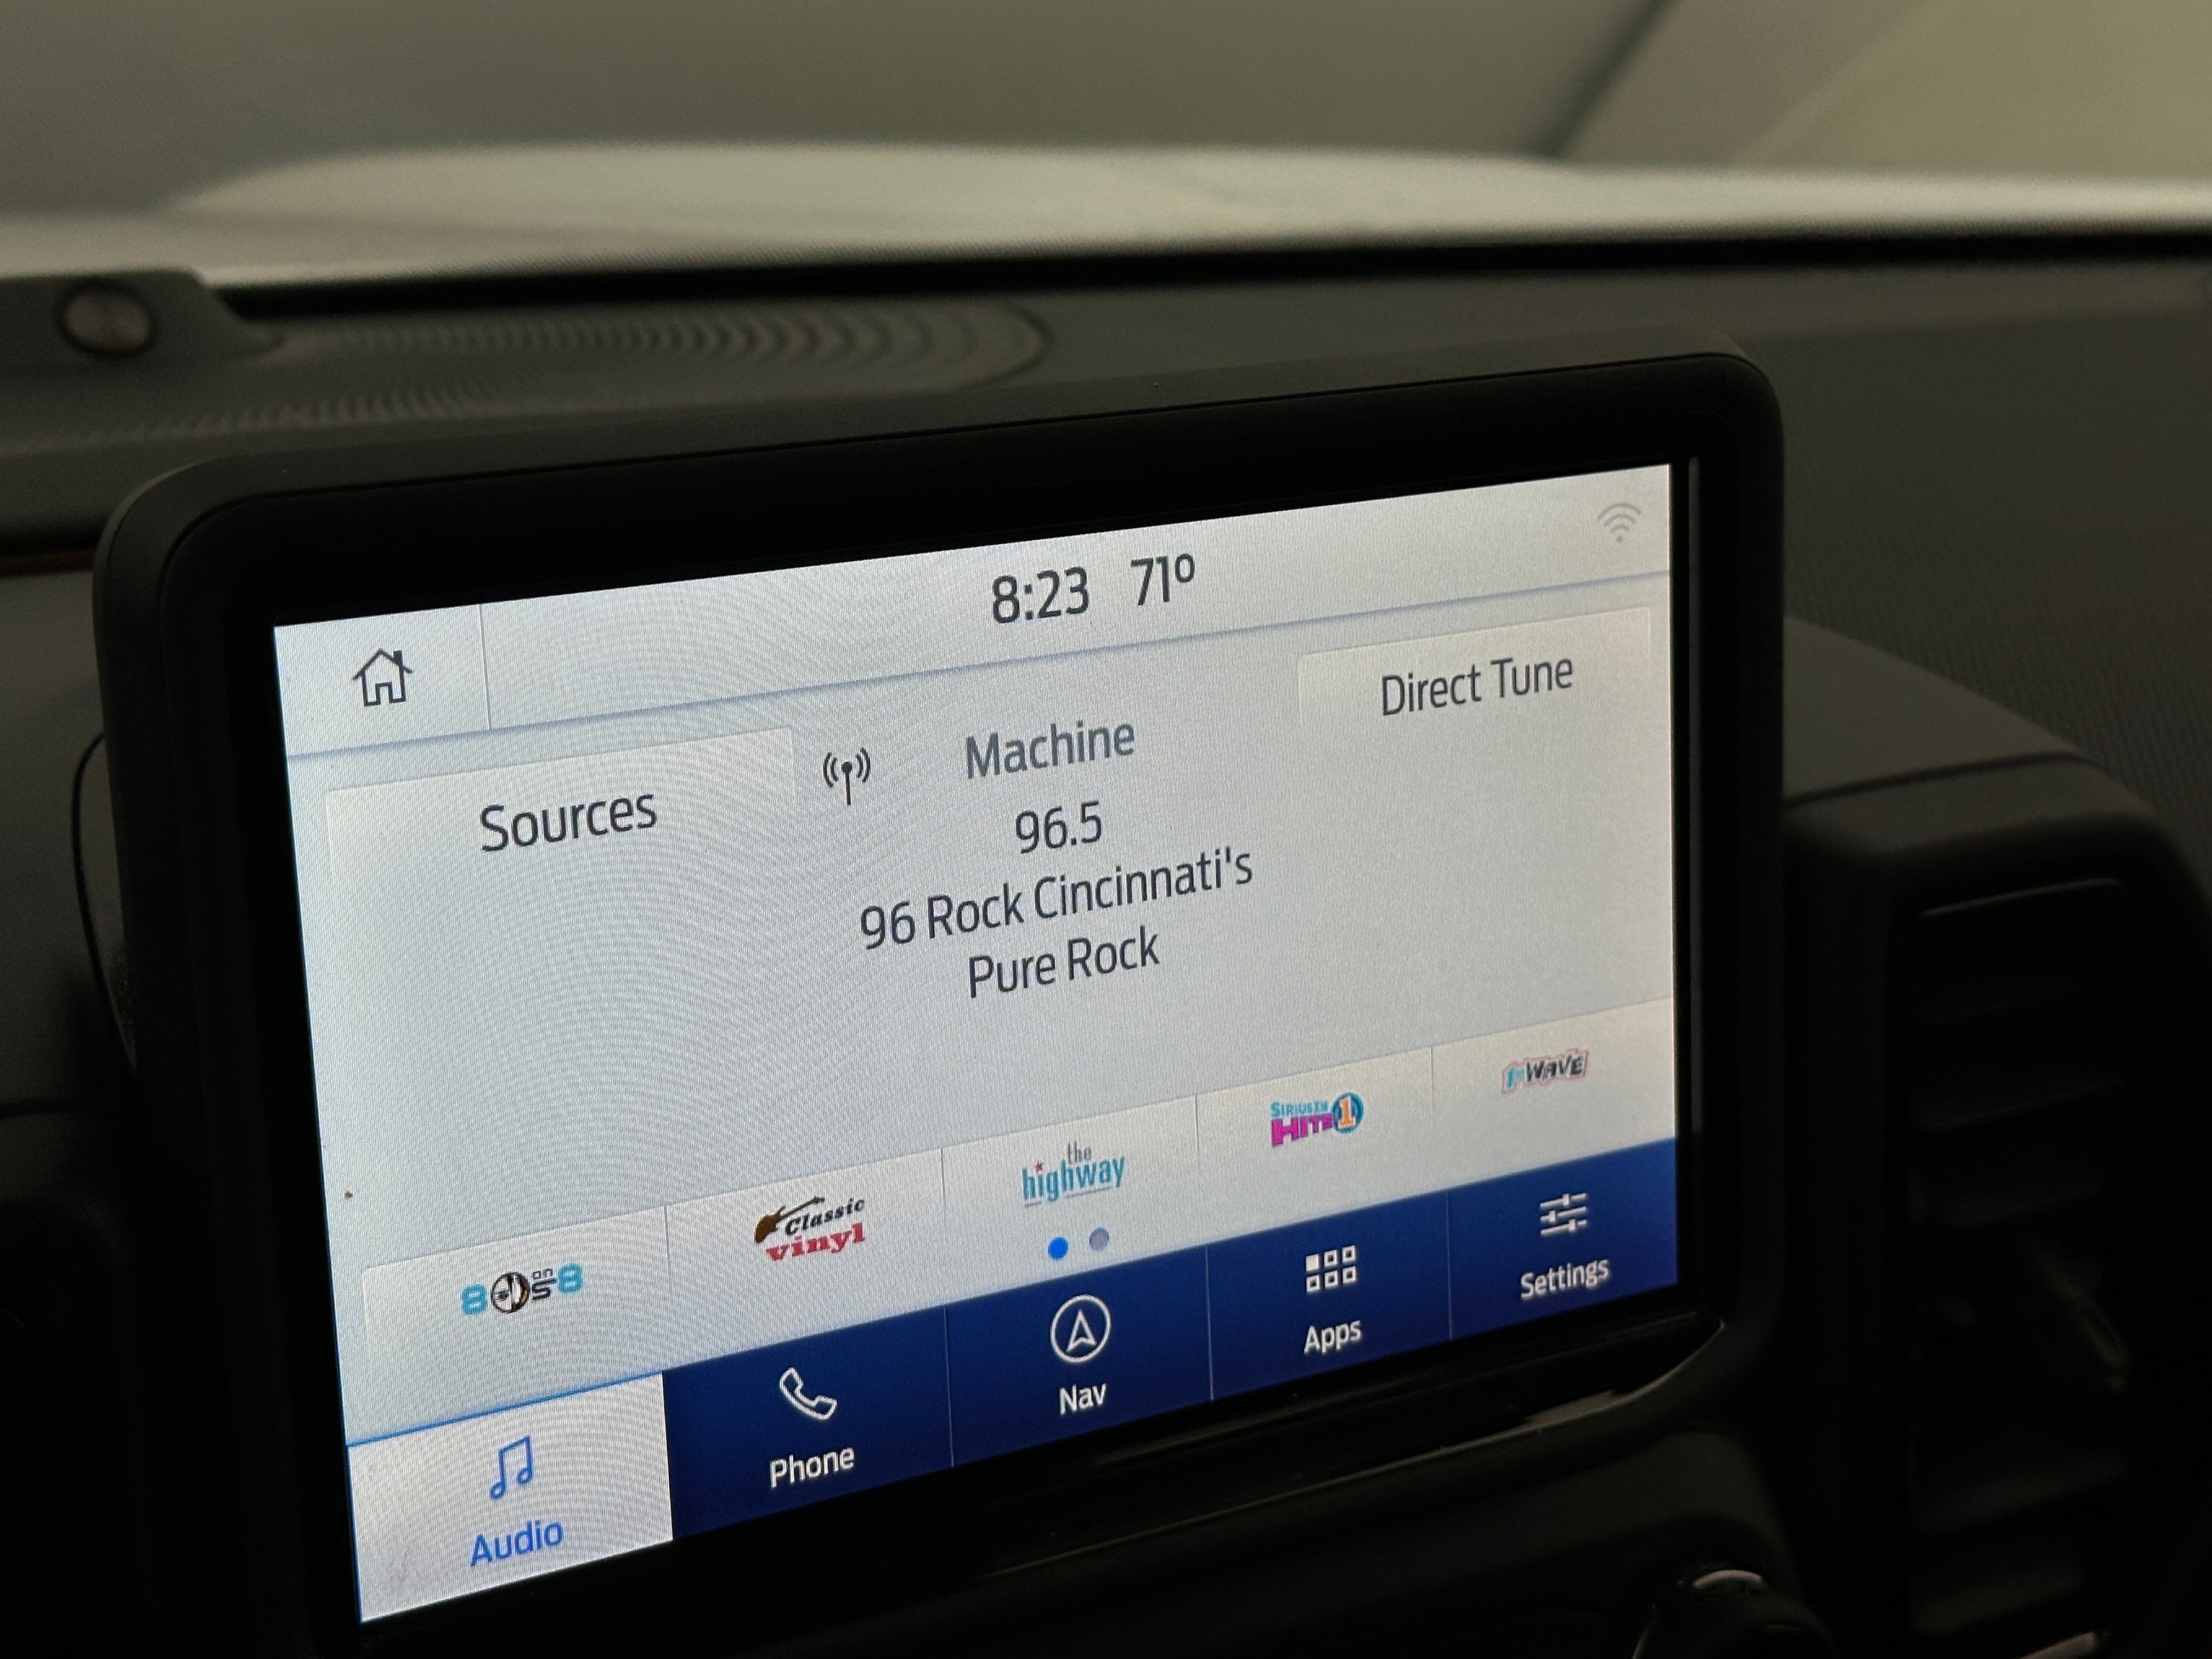 8:23 71°
Direct Tune
Machine
Sources
96.5
96 Rock Cincinnati's
Pure Rock
80s on 8
Classic vinyl
the highway
SiriusXM Hits 1
1st WAVE
Audio
Phone
Nav
Apps
Settings